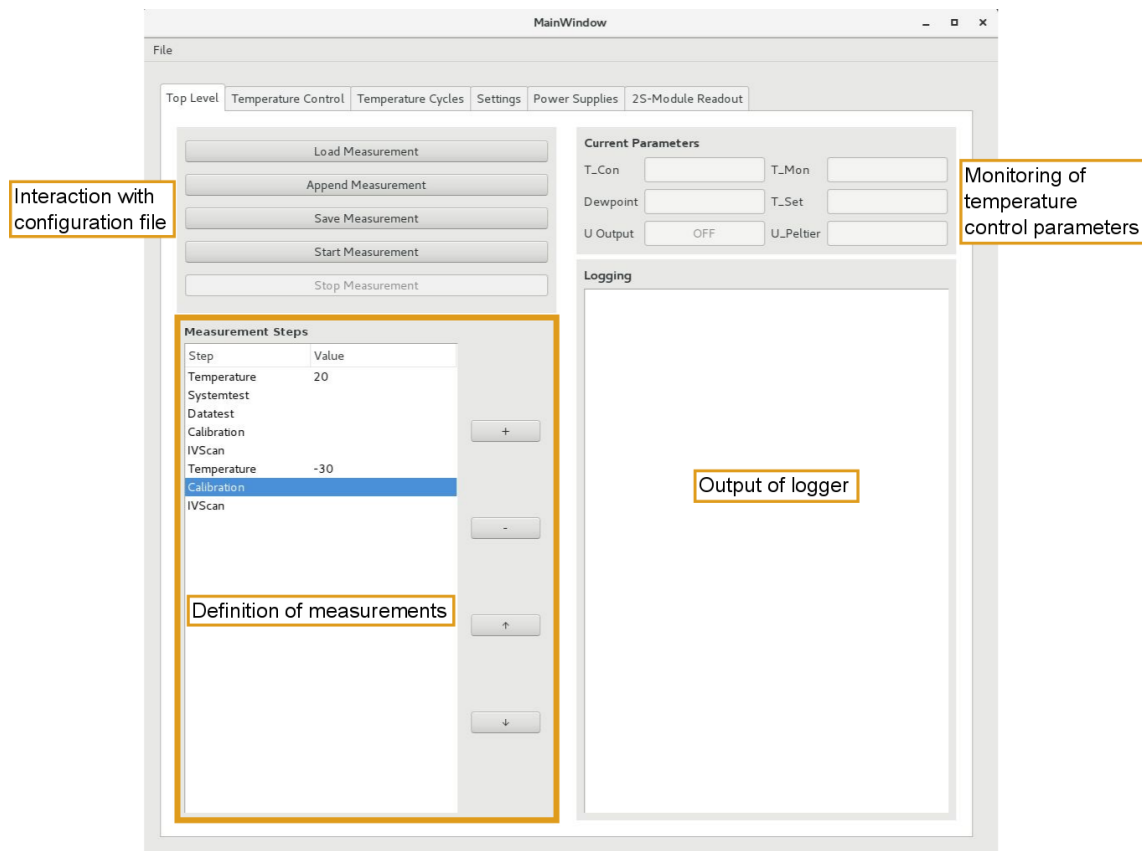 MainWindow
File
Top Level Temperature Control Temperature Cycles Settings Power Supplies 2S-Module Readout
Load Measurement
Append Measurement
Save Measurement
Start Measurement
Stop Measurement
Interaction with
configuration file
Current Parameters
T_Con T_Mon
Dewpoint T_Set
U Output OFF U_Peltier
Monitoring of
temperature
control parameters
Measurement Steps
Step Value
Temperature 20
Systemtest
Datatest
Calibration
IVScan
Temperature -30
Calibration
IVScan
Definition of measurements
+
-
↑
↓
Logging
Output of logger